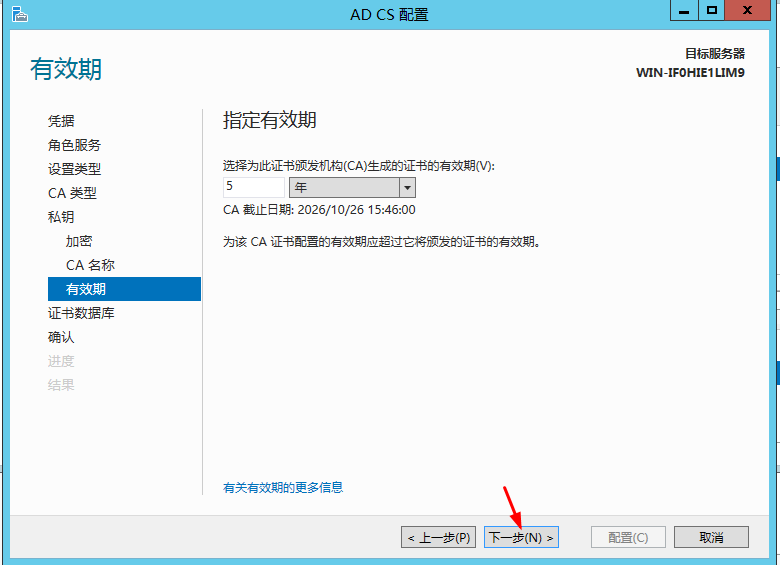 AD CS 配置
有效期
目标服务器
WIN-IF0HIE1LIM9
凭据
角色服务
设置类型
CA 类型
私钥
加密
CA 名称
有效期
证书数据库
确认
进度
结果
指定有效期
选择为此证书颁发机构(CA)生成的证书的有效期(V):
5 年
CA 截止日期: 2026/10/26 15:46:00
为该 CA 证书配置的有效期应超过它将颁发的证书的有效期。
有关有效期的更多信息
< 上一步(P) 下一步(N) > 配置(C) 取消